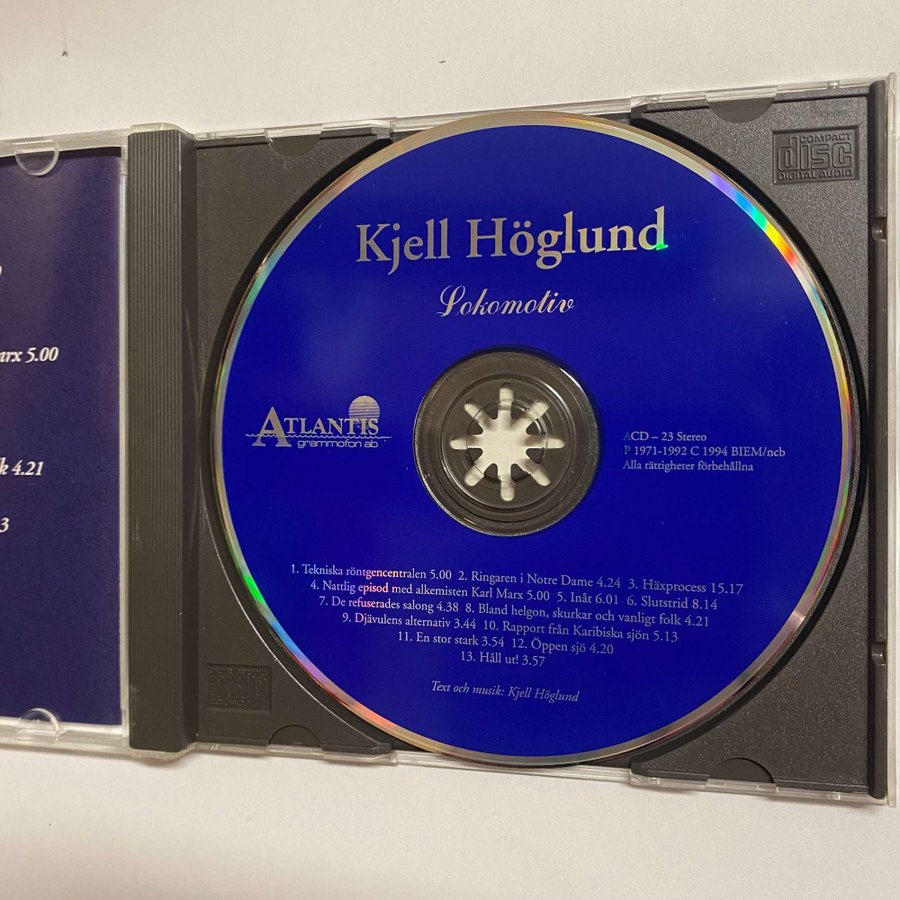 arx 5.00
k 4.21
3
COMPACT
disc
DIGITAL AUDIO
Kjell Höglund
Lokomotiv
ATLANTIS
grammofon ab
ACD – 23 Stereo
P 1971-1992 C 1994 BIEM/ncb
Alla rättigheter förbehållna
1. Tekniska röntgencentralen 5.00 2. Ringaren i Notre Dame 4.24 3. Häxprocess 15.17
4. Nattlig episod med alkemisten Karl Marx 5.00 5. Inåt 6.01 6. Slutstrid 8.14
7. De refuserades salong 4.38 8. Bland helgon, skurkar och vanligt folk 4.21
9. Djävulens alternativ 3.44 10. Rapport från Karibiska sjön 5.13
11. En stor stark 3.54 12. Öppen sjö 4.20
13. Håll ut! 3.57
Text och musik: Kjell Höglund